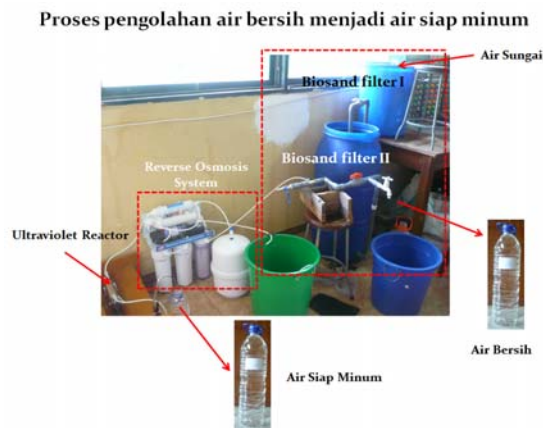 Proses pengolahan air bersih menjadi air siap minum
Air Sungai
Biosand filter I
Biosand filter II
Reverse Osmosis
System
Ultraviolet Reactor
Air Bersih
Air Siap Minum